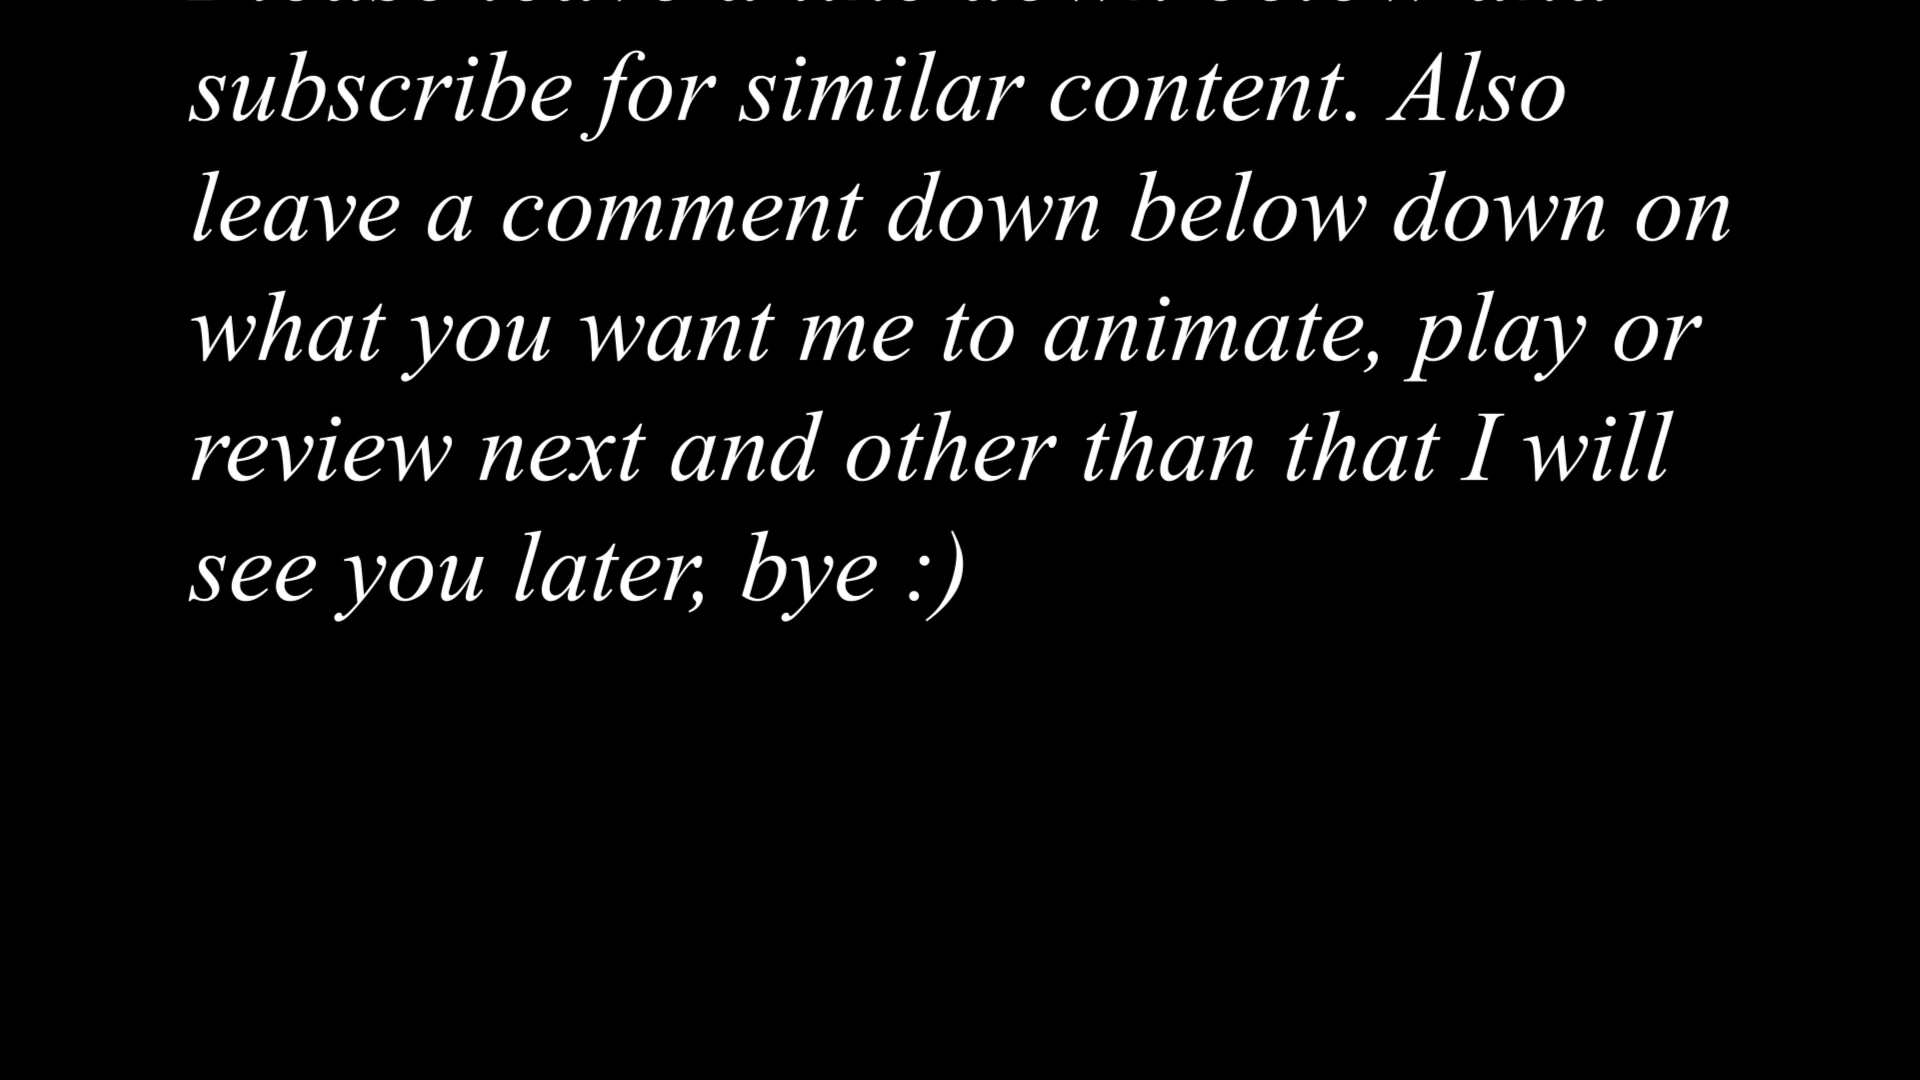 subscribe for similar content. Also
leave a comment down below down on
what you want me to animate, play or
review next and other than that I will
see you later, bye :)